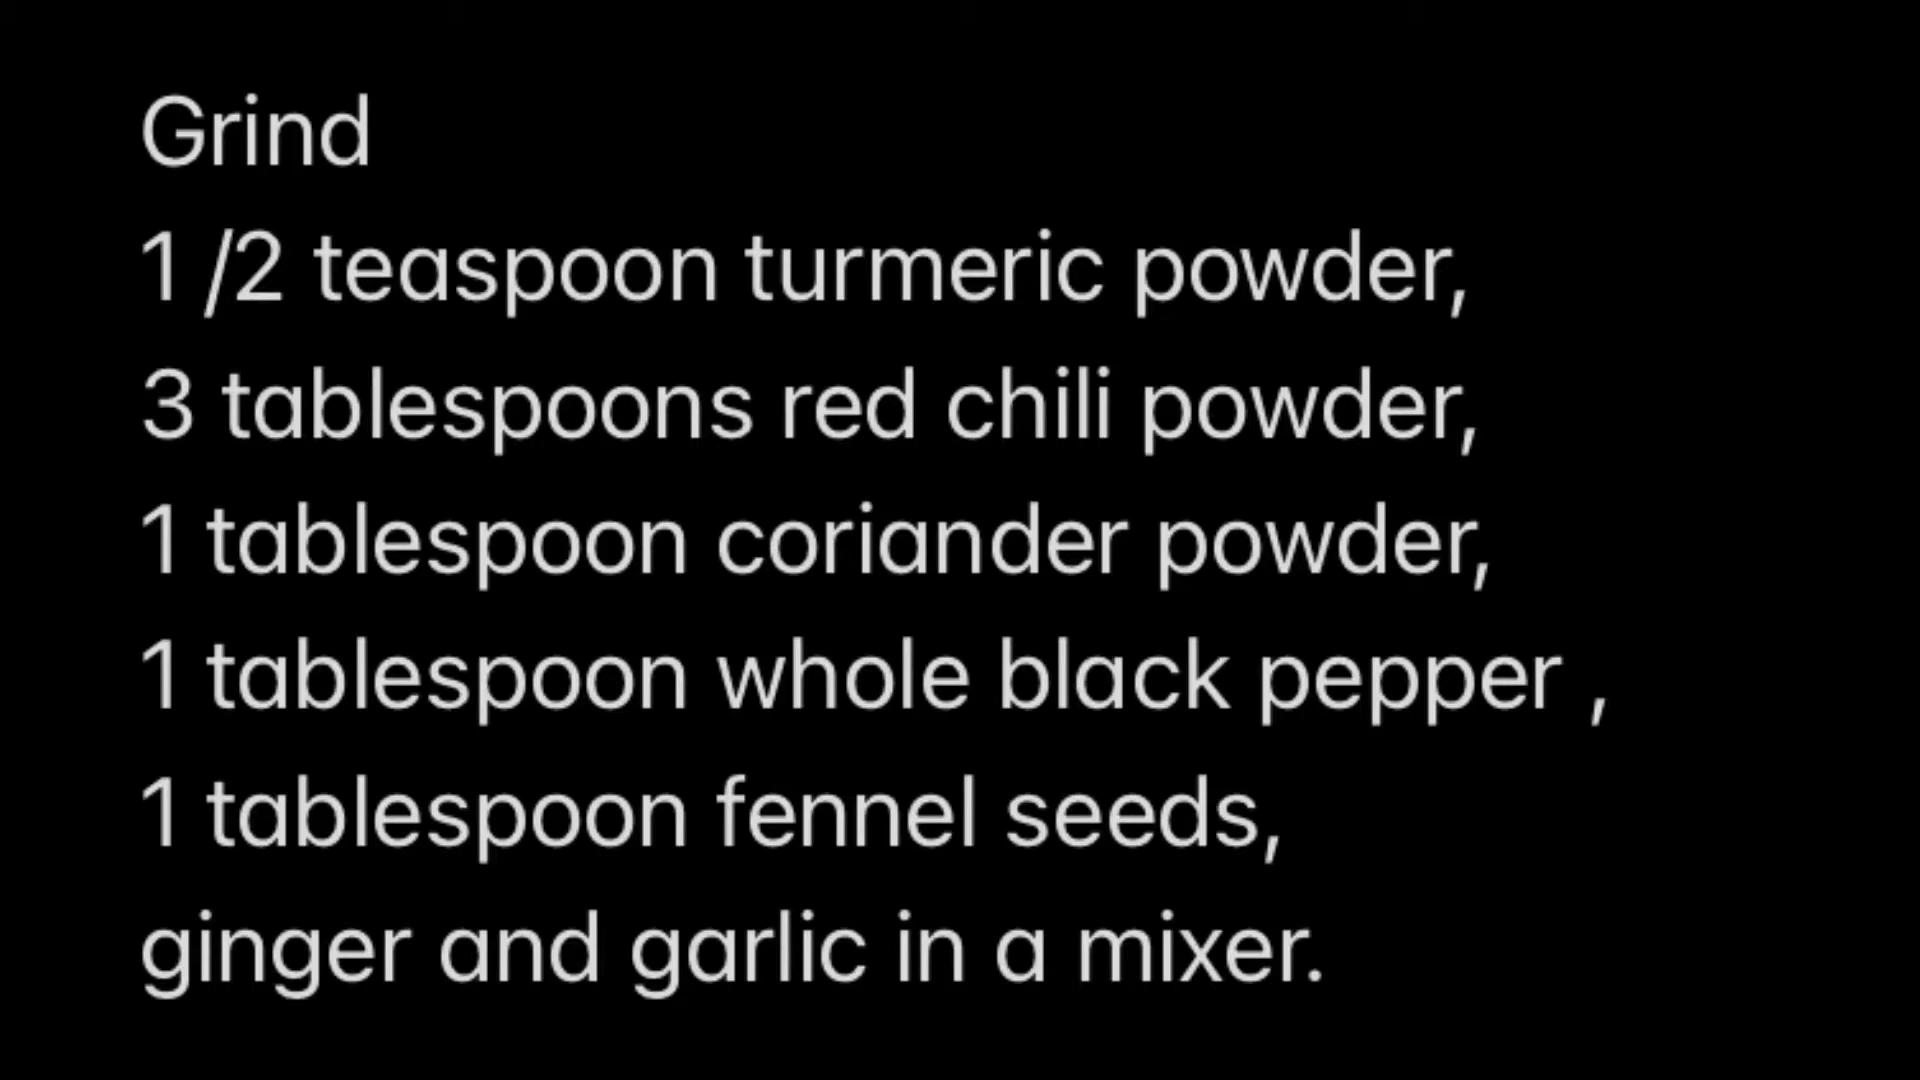 Grind
1 /2 teaspoon turmeric powder,
3 tablespoons red chili powder,
1 tablespoon coriander powder,
1 tablespoon whole black pepper ,
1 tablespoon fennel seeds,
ginger and garlic in a mixer.